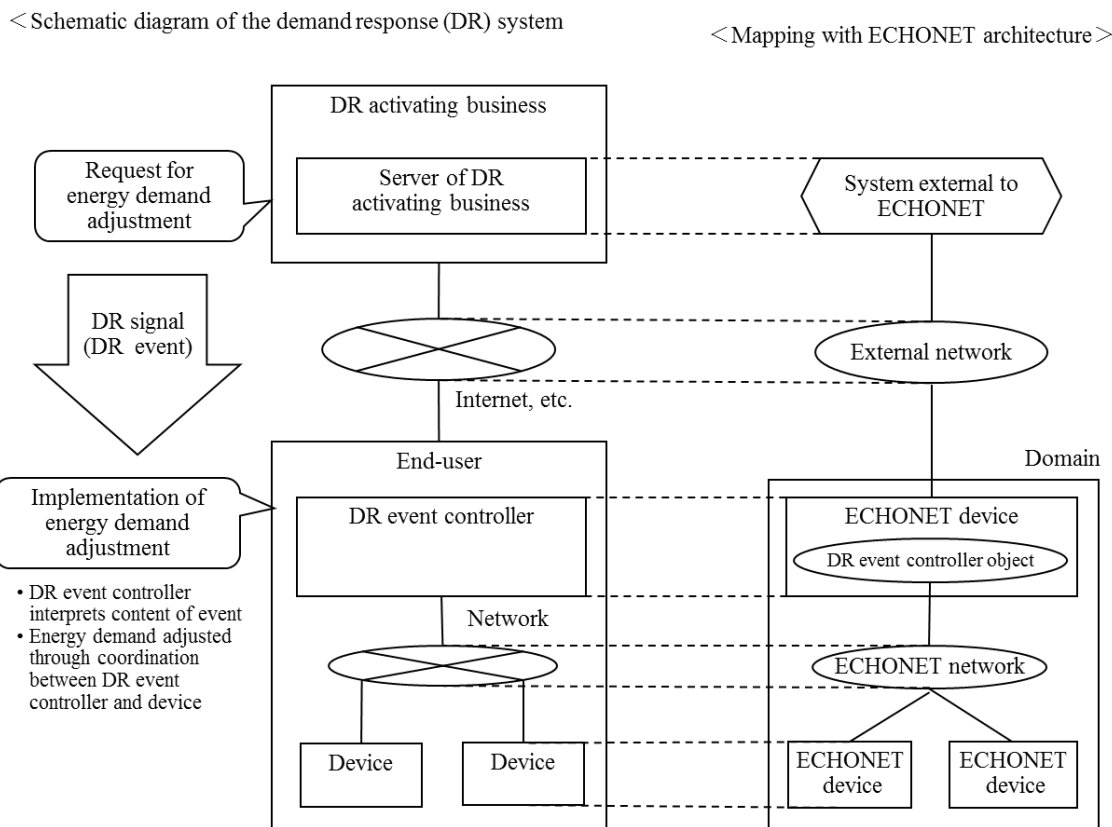 ＜Schematic diagram of the demand response (DR) system
＜Mapping with ECHONET architecture＞
DR activating business
Request for
energy demand
adjustment
Server of DR
activating business
System external to
ECHONET
DR signal
(DR event)
External network
Internet, etc.
End-user
Domain
Implementation of
energy demand
adjustment
DR event controller
ECHONET device
DR event controller object
• DR event controller
interprets content of event
• Energy demand adjusted
through coordination
between DR event
controller and device
Network
ECHONET network
Device
Device
ECHONET
device
ECHONET
device